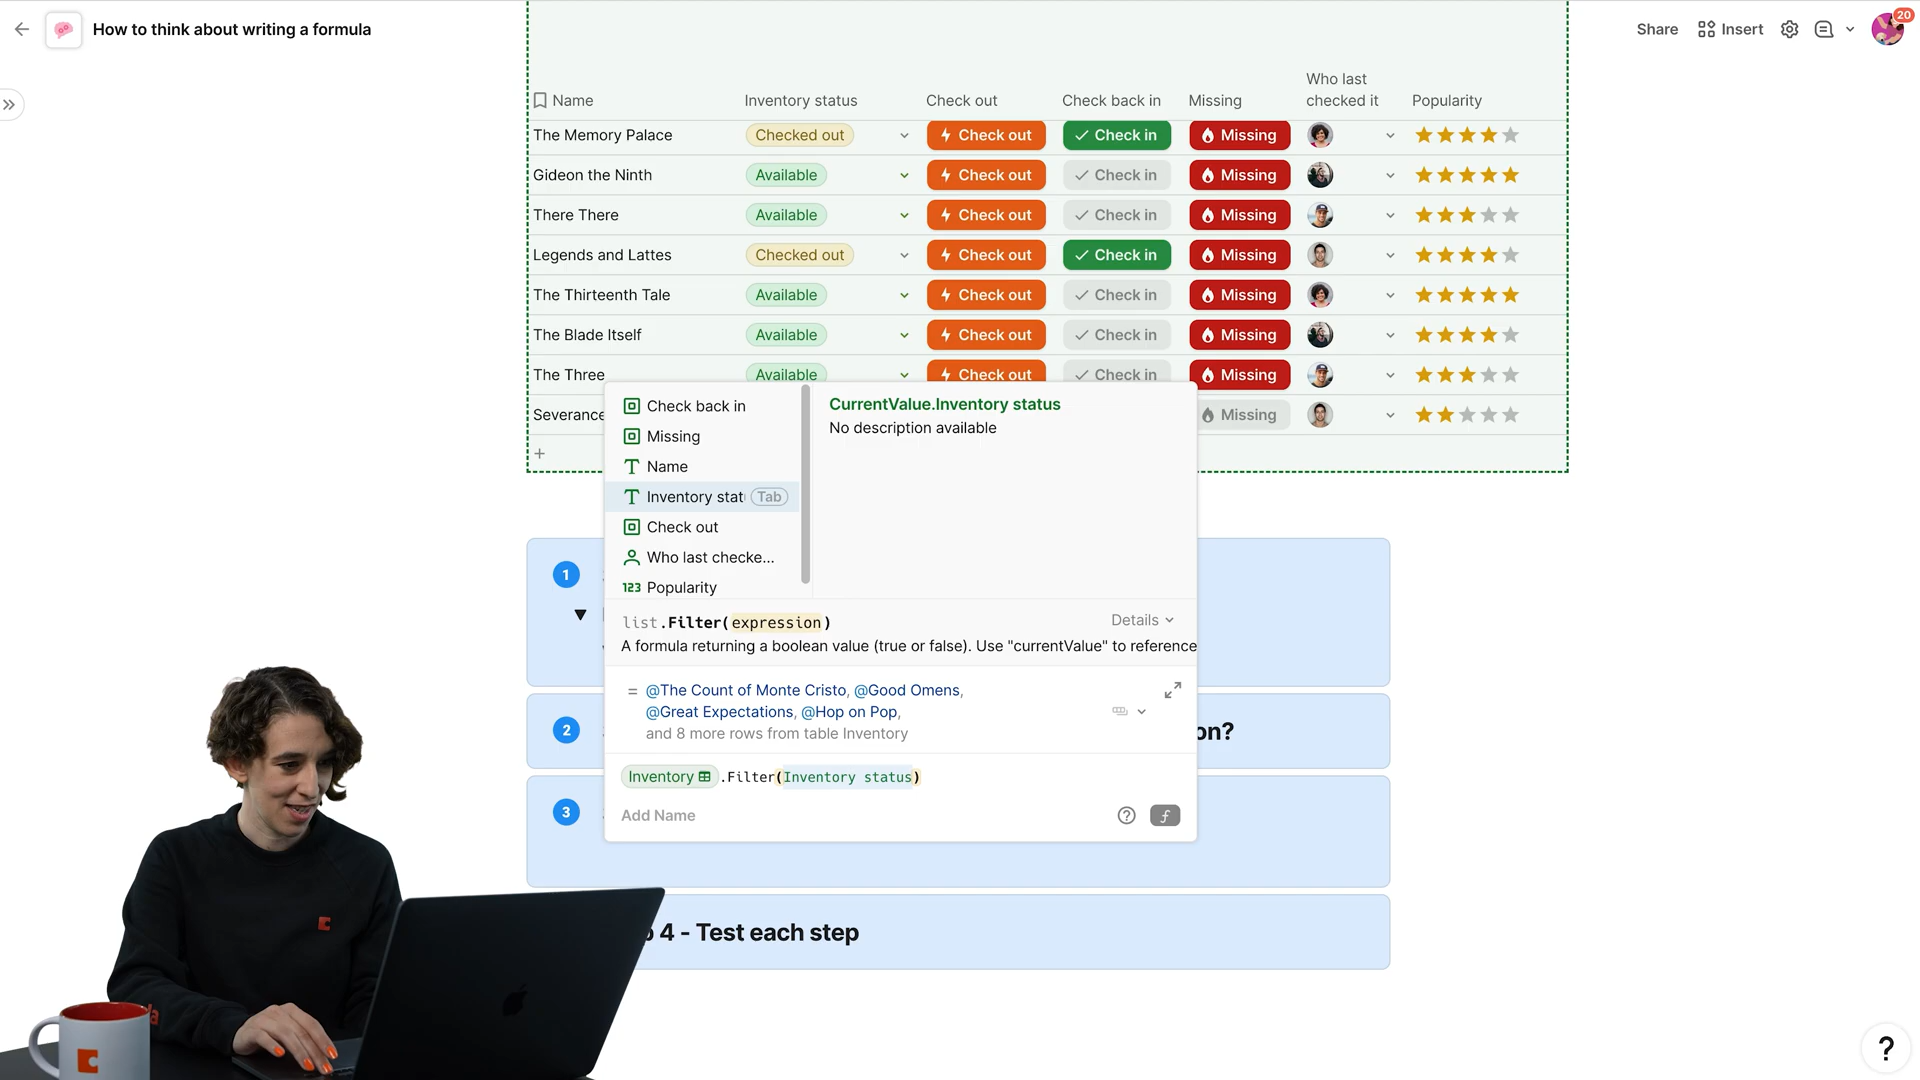 How to think about writing a formula
Share Insert 20
Name Inventory status Check out Check back in Missing Who last checked it Popularity
The Memory Palace Checked out Check out Check in Missing
Gideon the Ninth Available Check out Check in Missing
There There Available Check out Check in Missing
Legends and Lattes Checked out Check out Check in Missing
The Thirteenth Tale Available Check out Check in Missing
The Blade Itself Available Check out Check in Missing
The Three Available Check out Check in Missing
Severance Missing
Check back in
Missing
Name
Inventory stat Tab
Check out
Who last checke...
123 Popularity
CurrentValue.Inventory status
No description available
list.Filter(expression) Details
A formula returning a boolean value (true or false). Use "currentValue" to reference
= @The Count of Monte Cristo, @Good Omens,
@Great Expectations, @Hop on Pop,
and 8 more rows from table Inventory
Inventory .Filter(Inventory status)
Add Name
1
2 on?
3
4 - Test each step
?